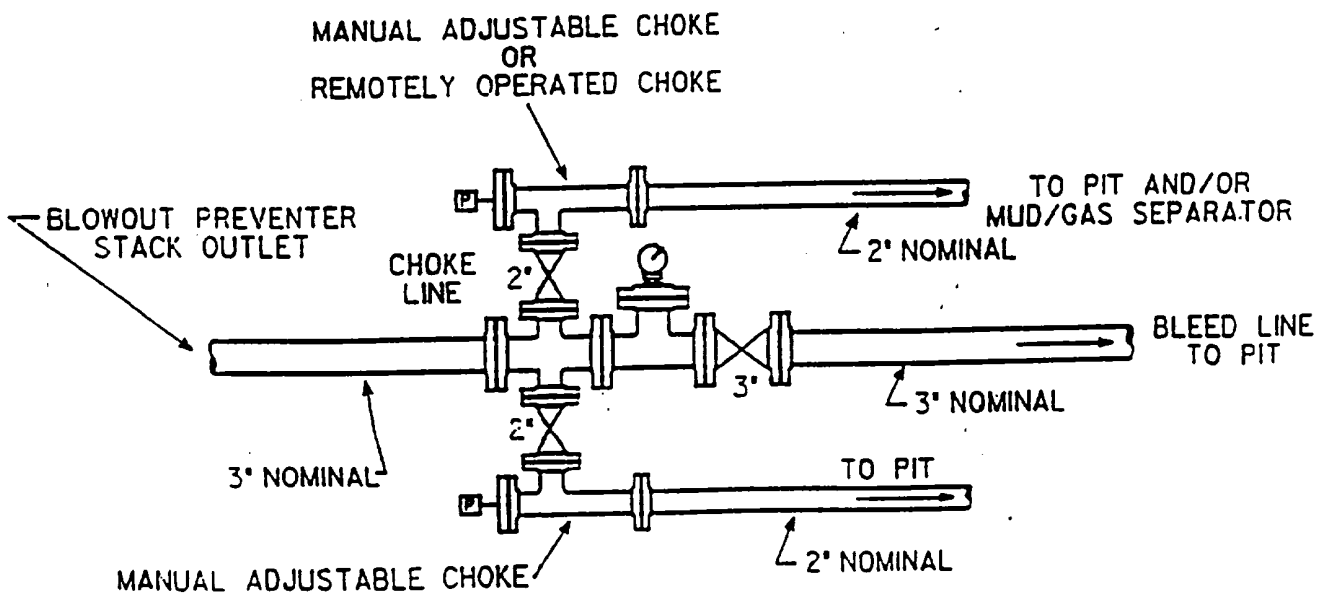 MANUAL ADJUSTABLE CHOKE
OR
REMOTELY OPERATED CHOKE
P
TO PIT AND/OR
MUD/GAS SEPARATOR
2" NOMINAL
BLOWOUT PREVENTER
STACK OUTLET
CHOKE
LINE
2"
BLEED LINE
TO PIT
3"
3" NOMINAL
2"
3" NOMINAL
TO PIT
P
2" NOMINAL
MANUAL ADJUSTABLE CHOKE